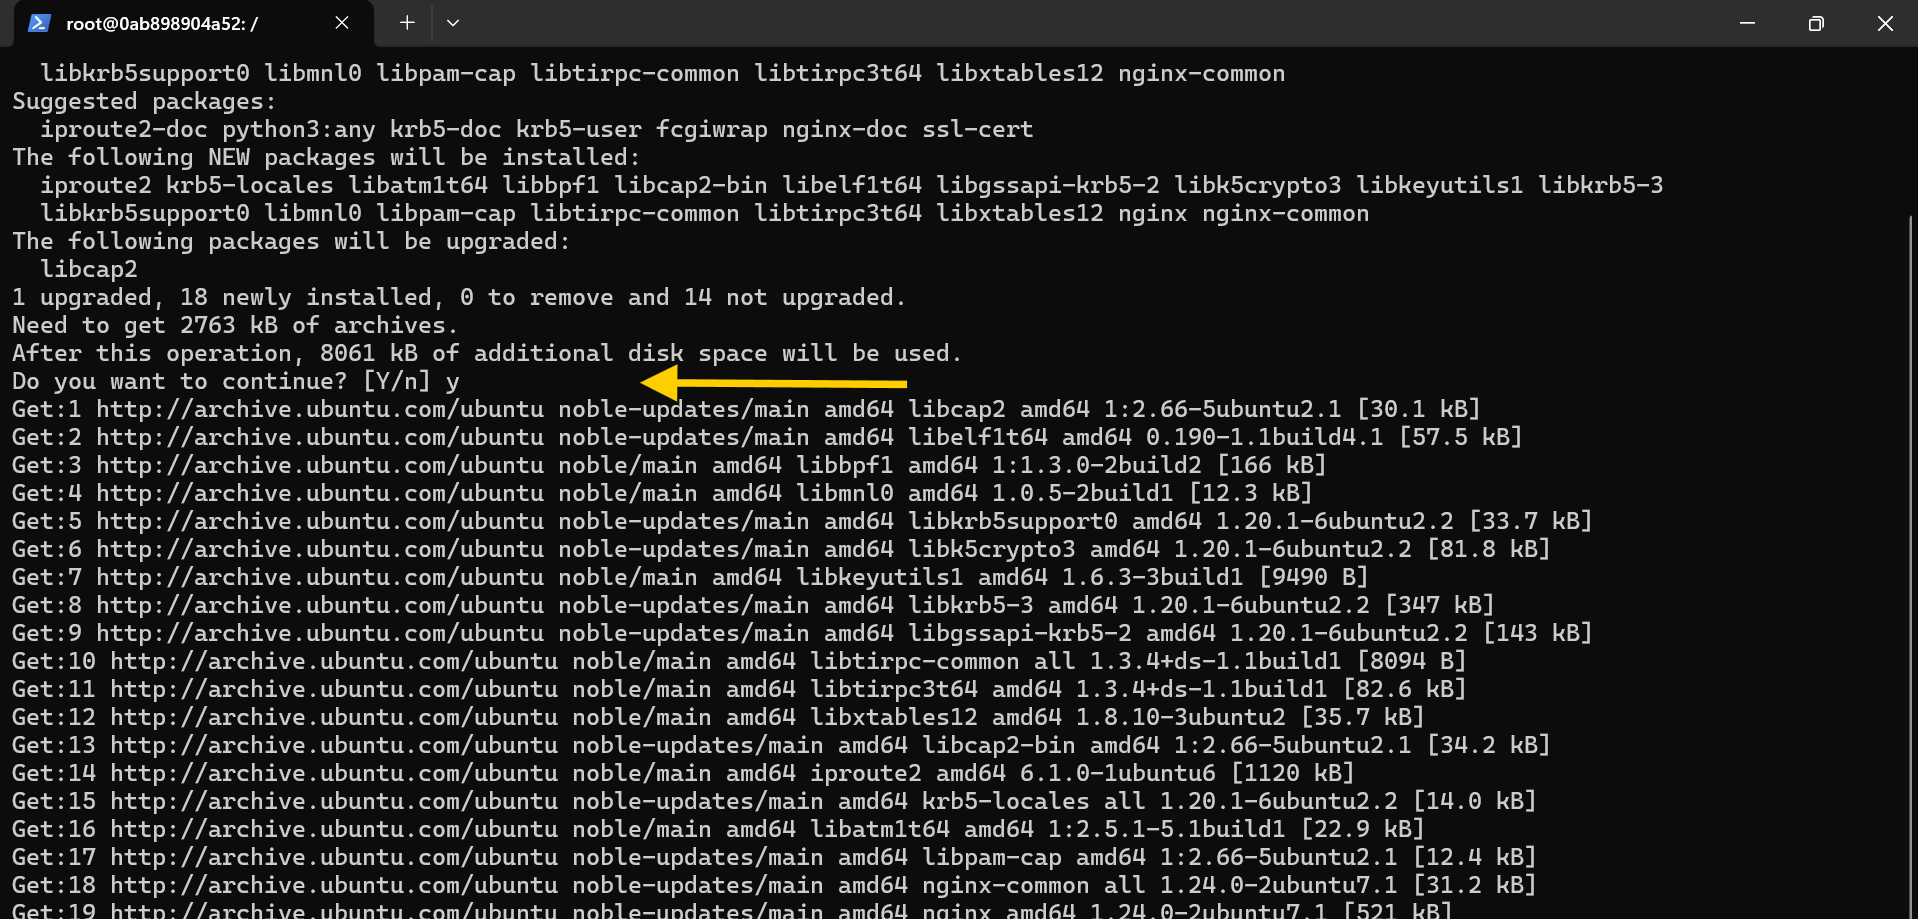 root@0ab898904a52: /
libkrb5support0 libmnl0 libpam-cap libtirpc-common libtirpc3t64 libxtables12 nginx-common
Suggested packages:
iproute2-doc python3:any krb5-doc krb5-user fcgiwrap nginx-doc ssl-cert
The following NEW packages will be installed:
iproute2 krb5-locales libatm1t64 libbpf1 libcap2-bin libelf1t64 libgssapi-krb5-2 libk5crypto3 libkeyutils1 libkrb5-3
libkrb5support0 libmnl0 libpam-cap libtirpc-common libtirpc3t64 libxtables12 nginx nginx-common
The following packages will be upgraded:
libcap2
1 upgraded, 18 newly installed, 0 to remove and 14 not upgraded.
Need to get 2763 kB of archives.
After this operation, 8061 kB of additional disk space will be used.
Do you want to continue? [Y/n] y
Get:1 http://archive.ubuntu.com/ubuntu noble-updates/main amd64 libcap2 amd64 1:2.66-5ubuntu2.1 [30.1 kB]
Get:2 http://archive.ubuntu.com/ubuntu noble-updates/main amd64 libelf1t64 amd64 0.190-1.1build4.1 [57.5 kB]
Get:3 http://archive.ubuntu.com/ubuntu noble/main amd64 libbpf1 amd64 1:1.3.0-2build2 [166 kB]
Get:4 http://archive.ubuntu.com/ubuntu noble/main amd64 libmnl0 amd64 1.0.5-2build1 [12.3 kB]
Get:5 http://archive.ubuntu.com/ubuntu noble-updates/main amd64 libkrb5support0 amd64 1.20.1-6ubuntu2.2 [33.7 kB]
Get:6 http://archive.ubuntu.com/ubuntu noble-updates/main amd64 libk5crypto3 amd64 1.20.1-6ubuntu2.2 [81.8 kB]
Get:7 http://archive.ubuntu.com/ubuntu noble/main amd64 libkeyutils1 amd64 1.6.3-3build1 [9490 B]
Get:8 http://archive.ubuntu.com/ubuntu noble-updates/main amd64 libkrb5-3 amd64 1.20.1-6ubuntu2.2 [347 kB]
Get:9 http://archive.ubuntu.com/ubuntu noble-updates/main amd64 libgssapi-krb5-2 amd64 1.20.1-6ubuntu2.2 [143 kB]
Get:10 http://archive.ubuntu.com/ubuntu noble/main amd64 libtirpc-common all 1.3.4+ds-1.1build1 [8094 B]
Get:11 http://archive.ubuntu.com/ubuntu noble/main amd64 libtirpc3t64 amd64 1.3.4+ds-1.1build1 [82.6 kB]
Get:12 http://archive.ubuntu.com/ubuntu noble/main amd64 libxtables12 amd64 1.8.10-3ubuntu2 [35.7 kB]
Get:13 http://archive.ubuntu.com/ubuntu noble-updates/main amd64 libcap2-bin amd64 1:2.66-5ubuntu2.1 [34.2 kB]
Get:14 http://archive.ubuntu.com/ubuntu noble/main amd64 iproute2 amd64 6.1.0-1ubuntu6 [1120 kB]
Get:15 http://archive.ubuntu.com/ubuntu noble-updates/main amd64 krb5-locales all 1.20.1-6ubuntu2.2 [14.0 kB]
Get:16 http://archive.ubuntu.com/ubuntu noble/main amd64 libatm1t64 amd64 1:2.5.1-5.1build1 [22.9 kB]
Get:17 http://archive.ubuntu.com/ubuntu noble-updates/main amd64 libpam-cap amd64 1:2.66-5ubuntu2.1 [12.4 kB]
Get:18 http://archive.ubuntu.com/ubuntu noble-updates/main amd64 nginx-common all 1.24.0-2ubuntu7.1 [31.2 kB]
Get:19 http://archive.ubuntu.com/ubuntu noble-updates/main amd64 nginx amd64 1.24.0-2ubuntu7.1 [521 kB]